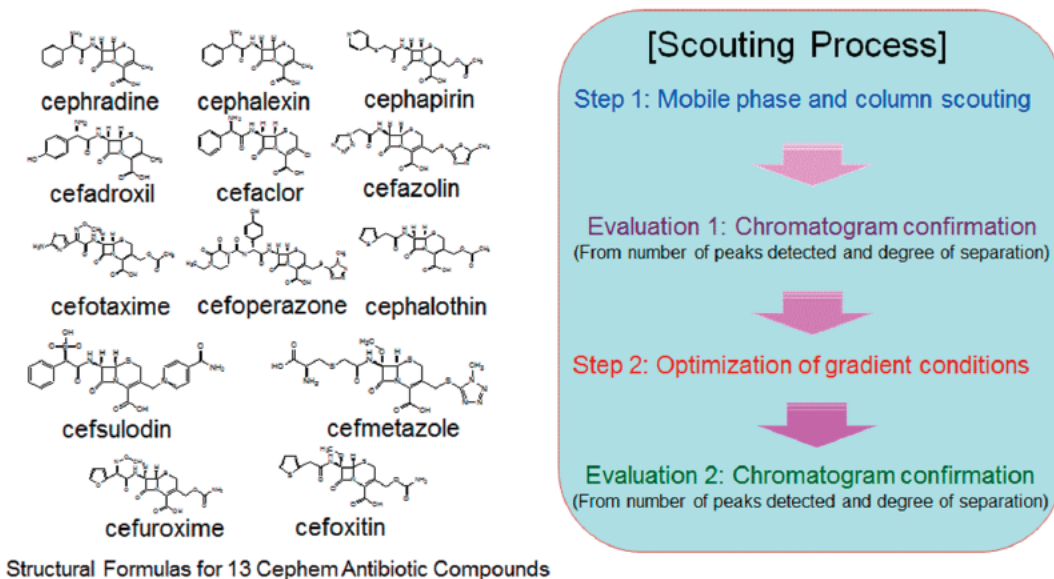 cephradine
cephalexin
cephapirin
cefadroxil
cefaclor
cefazolin
cefotaxime
cefoperazone
cephalothin
cefsulodin
cefmetazole
cefuroxime
cefoxitin
Structural Formulas for 13 Cephem Antibiotic Compounds
[Scouting Process]
Step 1: Mobile phase and column scouting
Evaluation 1: Chromatogram confirmation
(From number of peaks detected and degree of separation)
Step 2: Optimization of gradient conditions
Evaluation 2: Chromatogram confirmation
(From number of peaks detected and degree of separation)